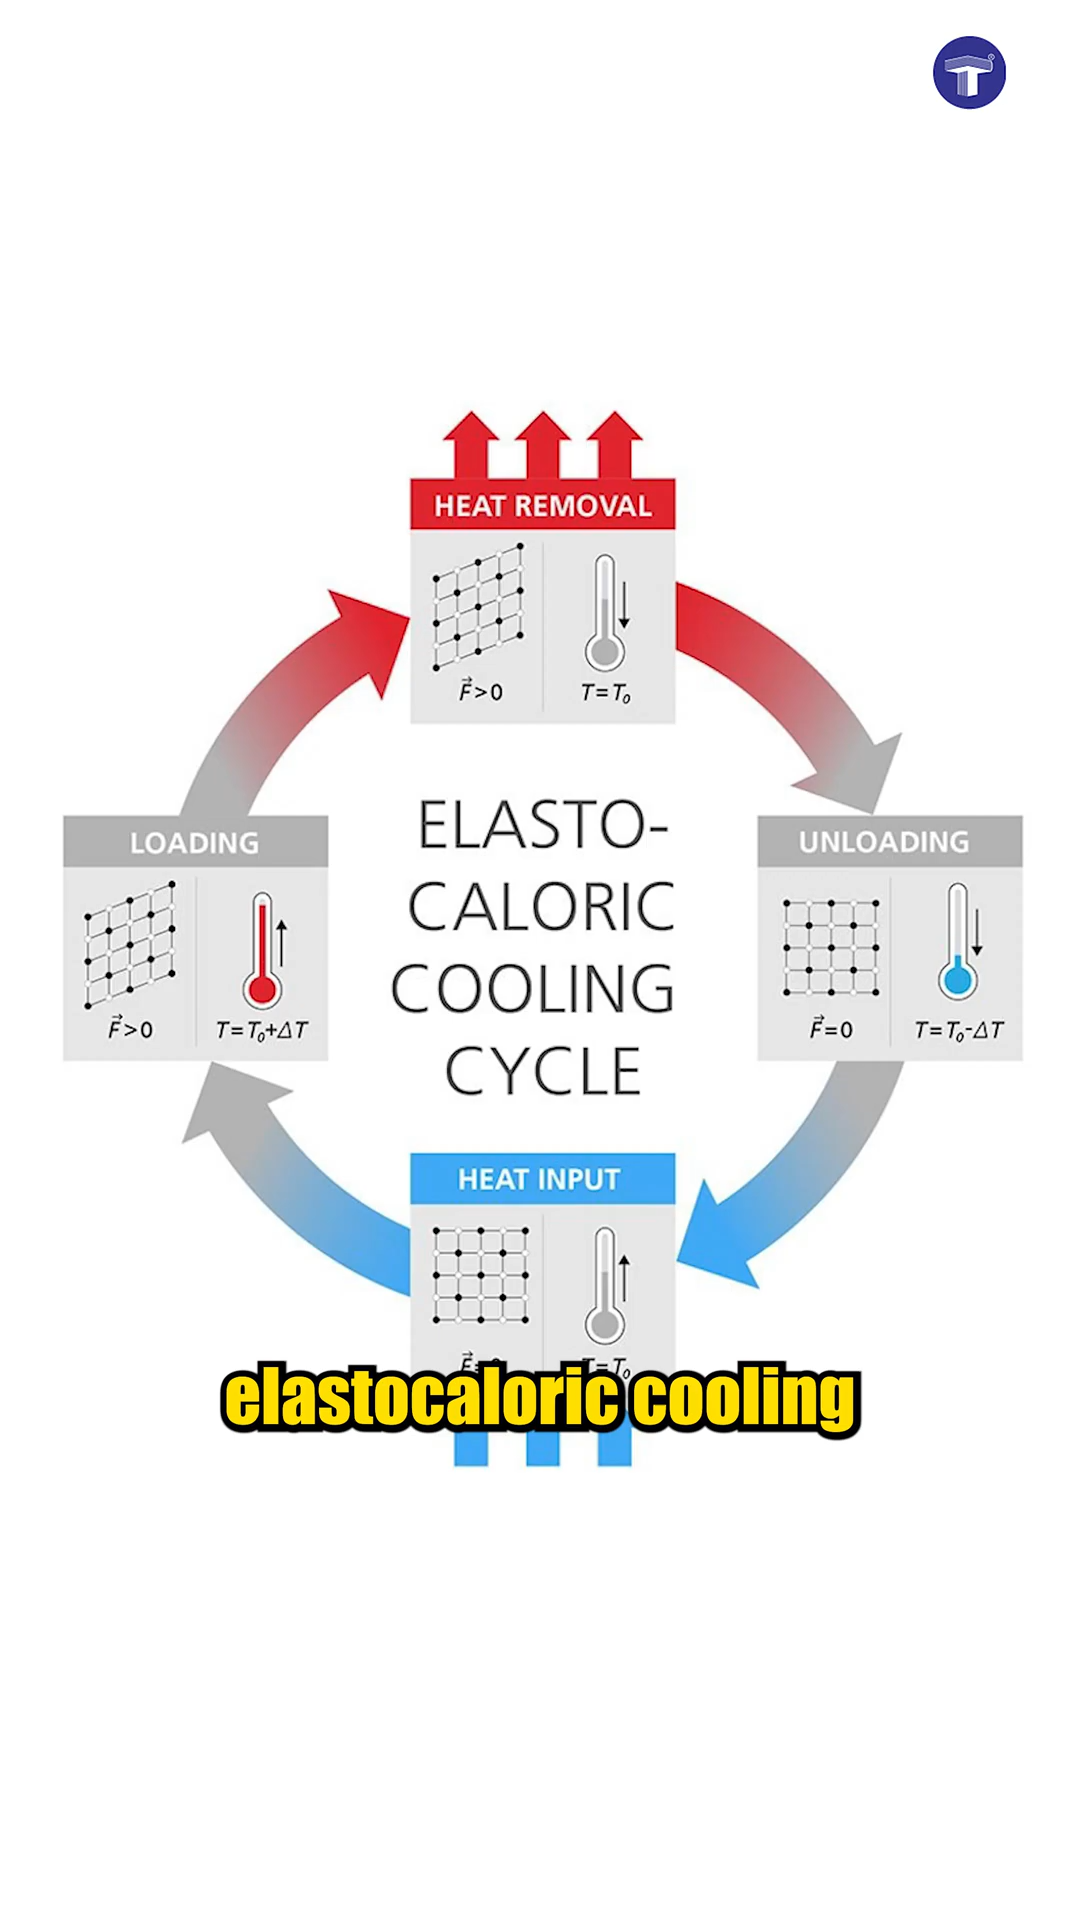 T
HEAT REMOVAL
F>0
T=T₀
LOADING
F>0
T=T₀+ΔT
ELASTO-
CALORIC
COOLING
CYCLE
UNLOADING
F=0
T=T₀-ΔT
HEAT INPUT
T=T₀
elastocaloric cooling